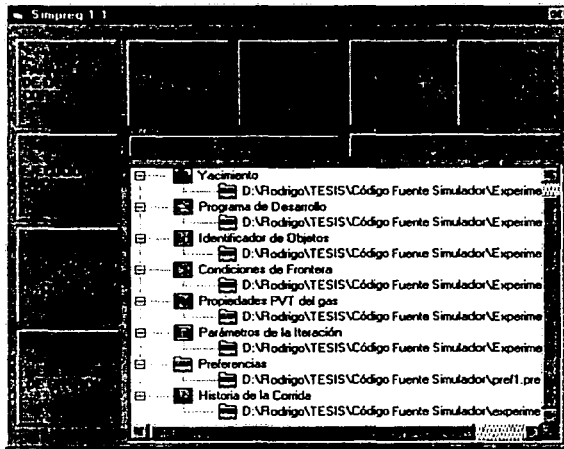 Simpreg 1.1
Yacimiento
D:\Rodrigo\TESIS\Código Fuente Simulador\Experime
Programa de Desarrollo
D:\Rodrigo\TESIS\Código Fuente Simulador\Experime
Identificador de Objetos
D:\Rodrigo\TESIS\Código Fuente Simulador\Experime
Condiciones de Frontera
D:\Rodrigo\TESIS\Código Fuente Simulador\Experime
Propiedades PVT del gas
D:\Rodrigo\TESIS\Código Fuente Simulador\Experime
Parámetros de la Iteración
D:\Rodrigo\TESIS\Código Fuente Simulador\Experime
Preferencias
D:\Rodrigo\TESIS\Código Fuente Simulador\pref1.pre
Historia de la Corrida
D:\Rodrigo\TESIS\Código Fuente Simulador\experime